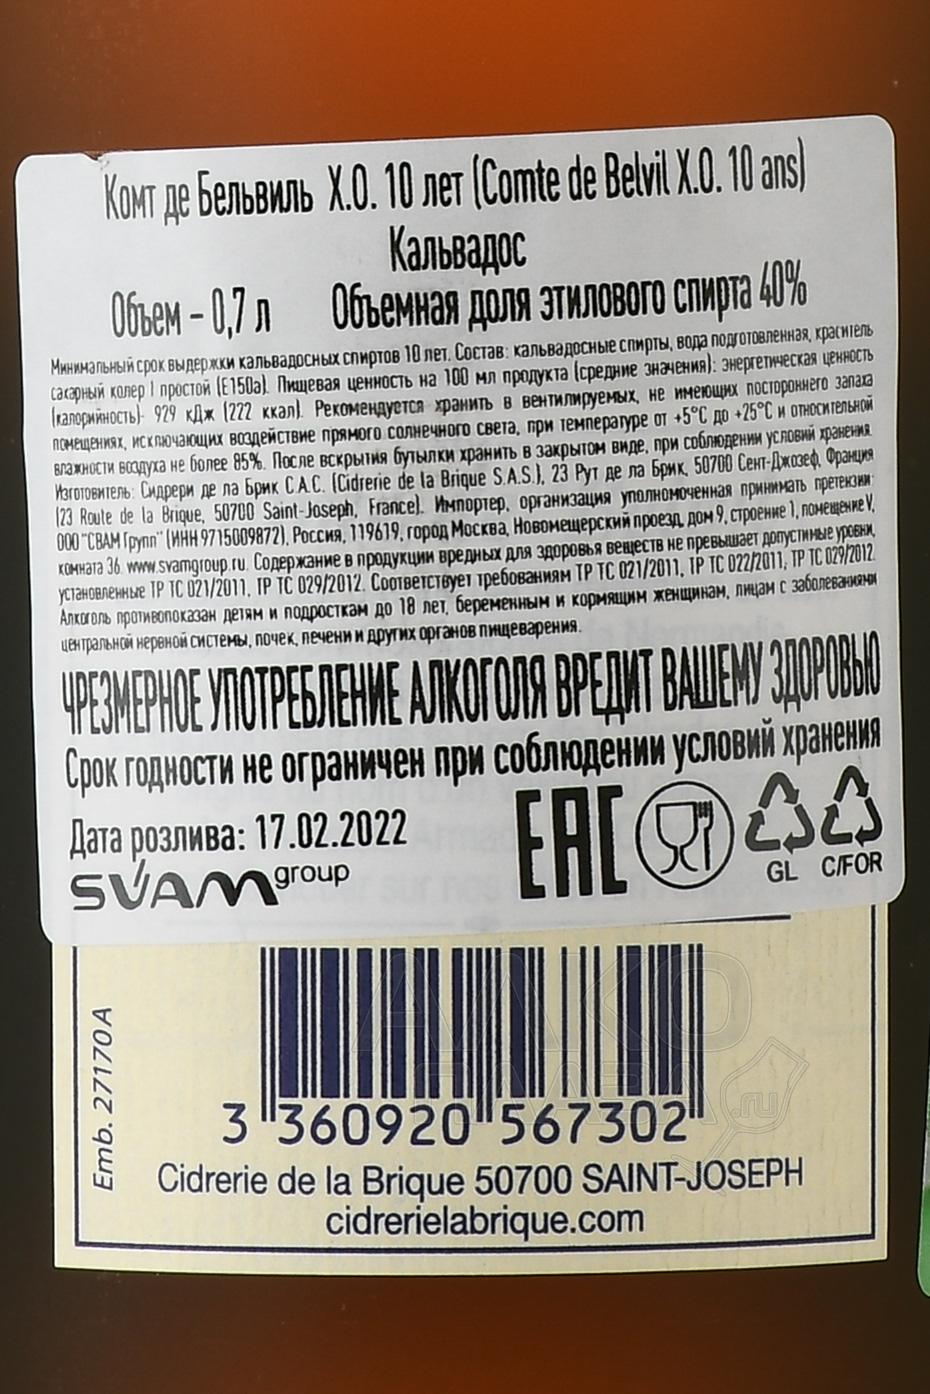 Комт де Бельвиль X.O. 10 лет (Comte de Belvil X.O. 10 ans)
Кальвадос
Объем – 0,7 л Объемная доля этилового спирта 40%
Минимальный срок выдержки кальвадосных спиртов 10 лет. Состав: кальвадосные спирты, вода подготовленная, краситель
сахарный колер I простой (E150a). Пищевая ценность на 100 мл продукта (средние значения): энергетическая ценность
(калорийность)- 929 кДж (222 ккал). Рекомендуется хранить в вентилируемых, не имеющих постороннего запаха
помещениях, исключающих воздействие прямого солнечного света, при температуре от +5°C до +25°C и относительной
влажности воздуха не более 85%. После вскрытия бутылки хранить в закрытом виде, при соблюдении условий хранения.
Изготовитель: Сидрери де ла Брик С.А.С. (Cidrerie de la Brique S.A.S.), 23 Рут де ла Брик, 50700 Сент-Джозеф, Франция
(23 Route de la Brique, 50700 Saint-Joseph, France). Импортер, организация уполномоченная принимать претензии:
ООО "СВАМ Групп" (ИНН 9715009872), Россия, 119619, город Москва, Новомещерский проезд, дом 9, строение 1, помещение V,
комната 36. www.svamgroup.ru. Содержание в продукции вредных для здоровья веществ не превышает допустимые уровни,
установленные ТР ТС 021/2011, ТР ТС 029/2012. Соответствует требованиям ТР ТС 021/2011, ТР ТС 022/2011, ТР ТС 029/2012.
Алкоголь противопоказан детям и подросткам до 18 лет, беременным и кормящим женщинам, лицам с заболеваниями
центральной нервной системы, почек, печени и других органов пищеварения.
ЧРЕЗМЕРНОЕ УПОТРЕБЛЕНИЕ АЛКОГОЛЯ ВРЕДИТ ВАШЕМУ ЗДОРОВЬЮ
Срок годности не ограничен при соблюдении условий хранения
Дата розлива: 17.02.2022
SVAM group
EAC
GL C/FOR
Emb. 27170A
3 360920 567302
Cidrerie de la Brique 50700 SAINT-JOSEPH
cidrerielabrique.com